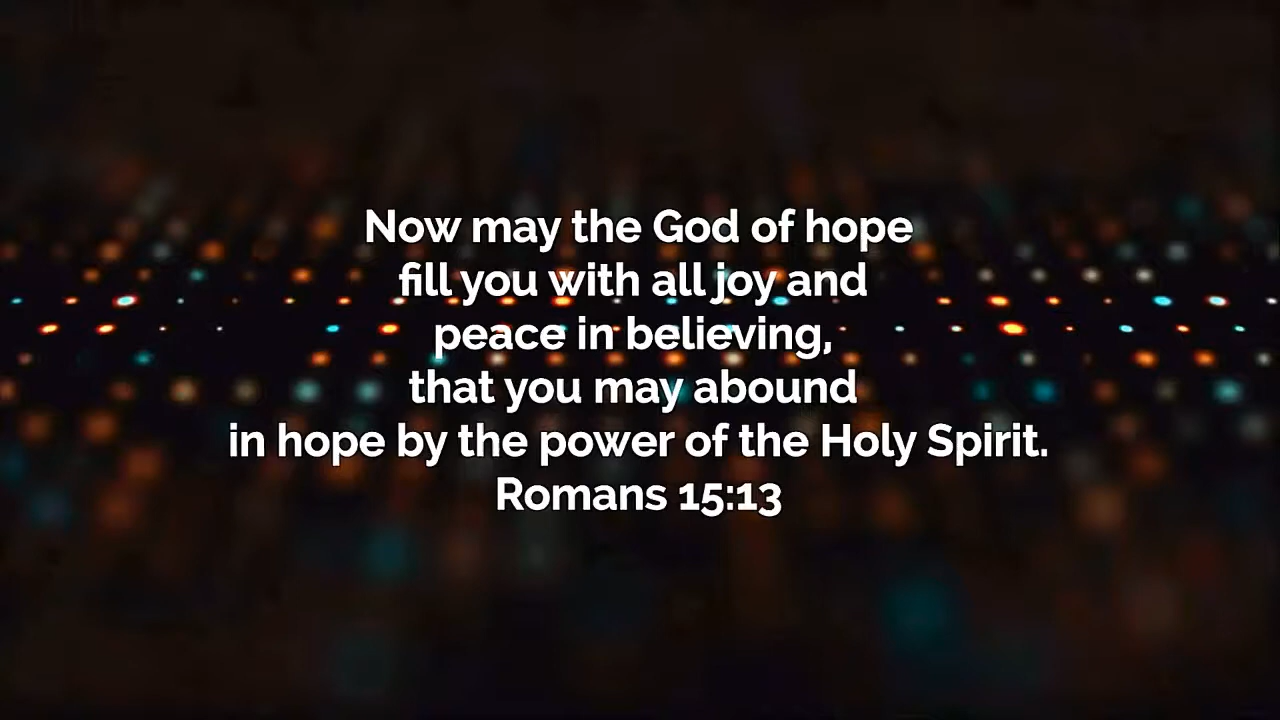 Now may the God of hope
fill you with all joy and
peace in believing,
that you may abound
in hope by the power of the Holy Spirit.
Romans 15:13